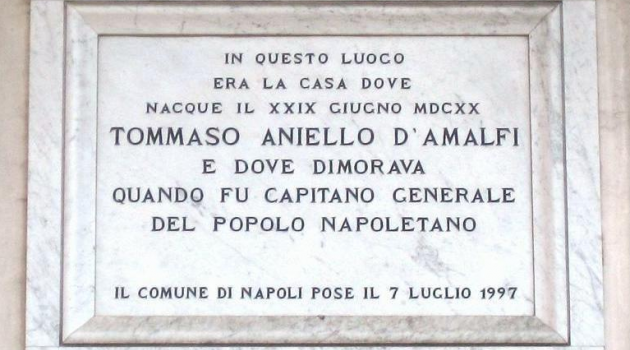 IN QUESTO LUOGO
ERA LA CASA DOVE
NACQUE IL XXIX GIUGNO MDCXX
TOMMASO ANIELLO D'AMALFI
E DOVE DIMORAVA
QUANDO FU CAPITANO GENERALE
DEL POPOLO NAPOLETANO
IL COMUNE DI NAPOLI POSE IL 7 LUGLIO 1997